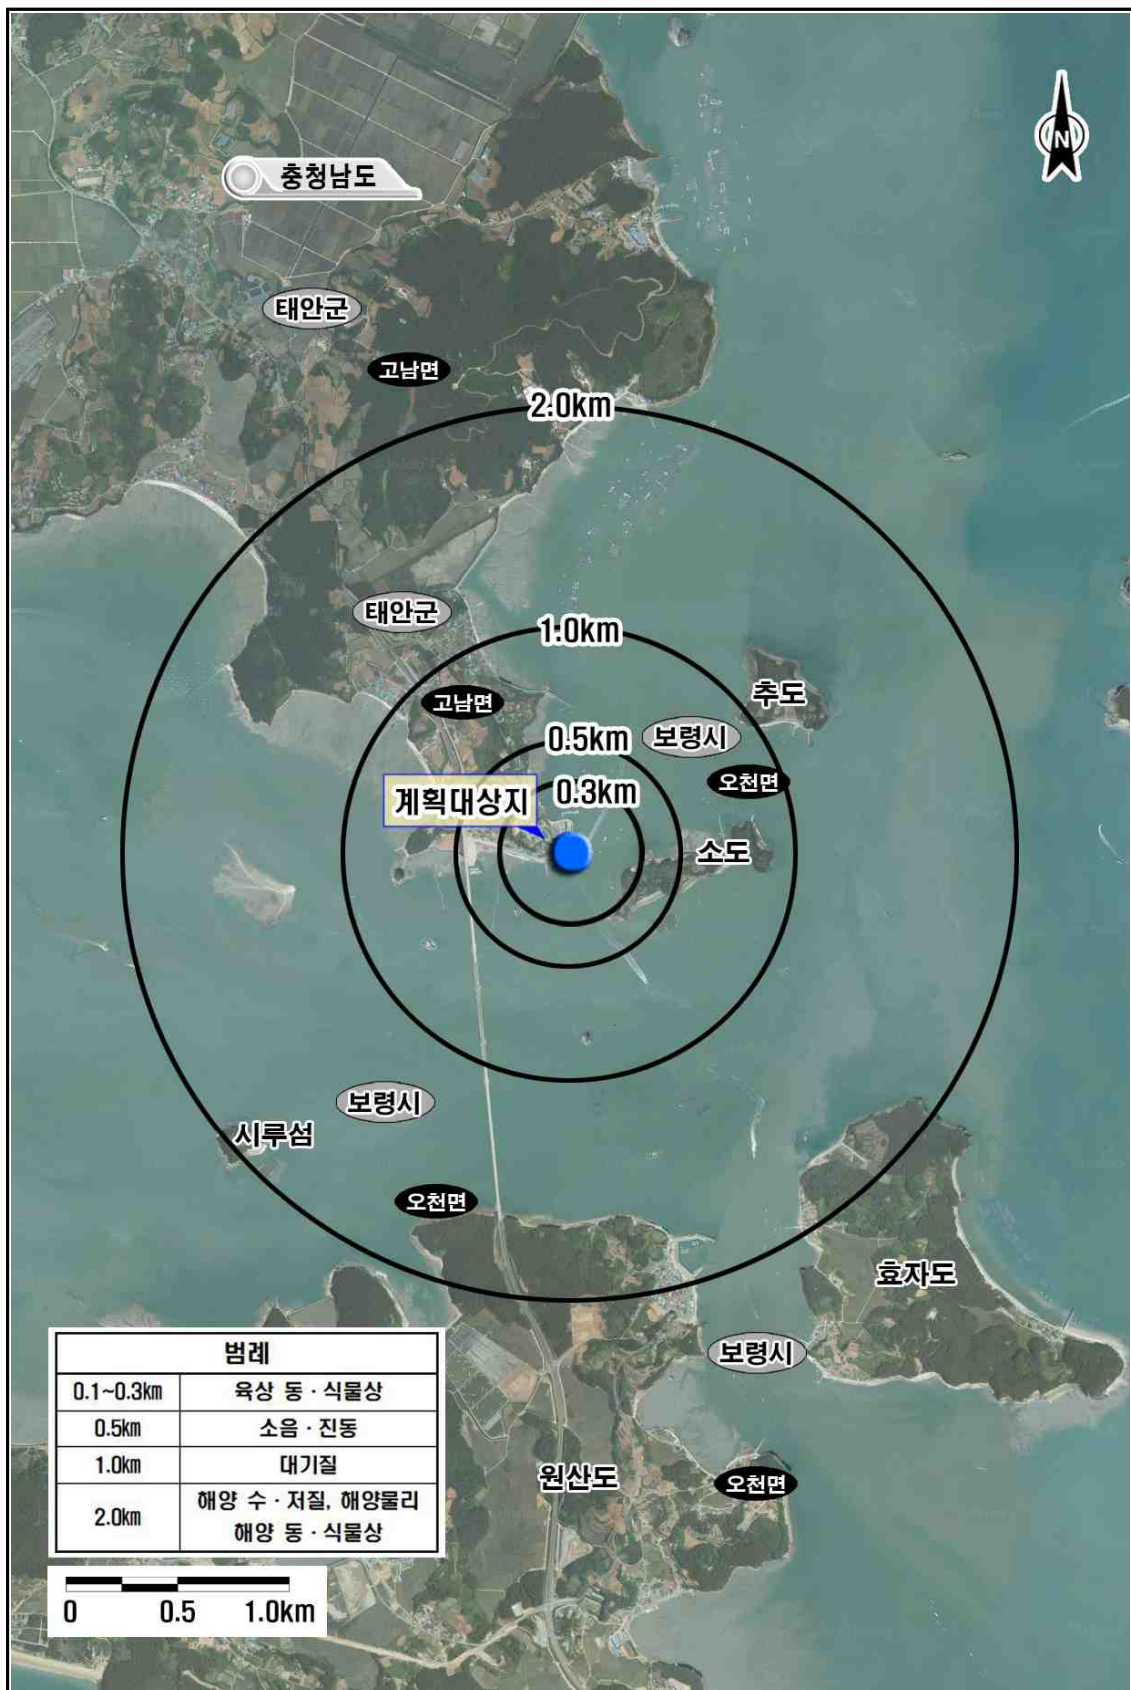 N
충청남도
태안군
고남면
2.0km
태안군
1.0km
추도
고남면
0.5km
보령시
오천면
계획대상지
0.3km
소도
보령시
시루섬
오천면
효자도
보령시
원산도
오천면
범례
0.1~0.3km 육상 동·식물상
0.5km 소음·진동
1.0km 대기질
2.0km 해양 수·저질, 해양물리
해양 동·식물상
0 0.5 1.0km